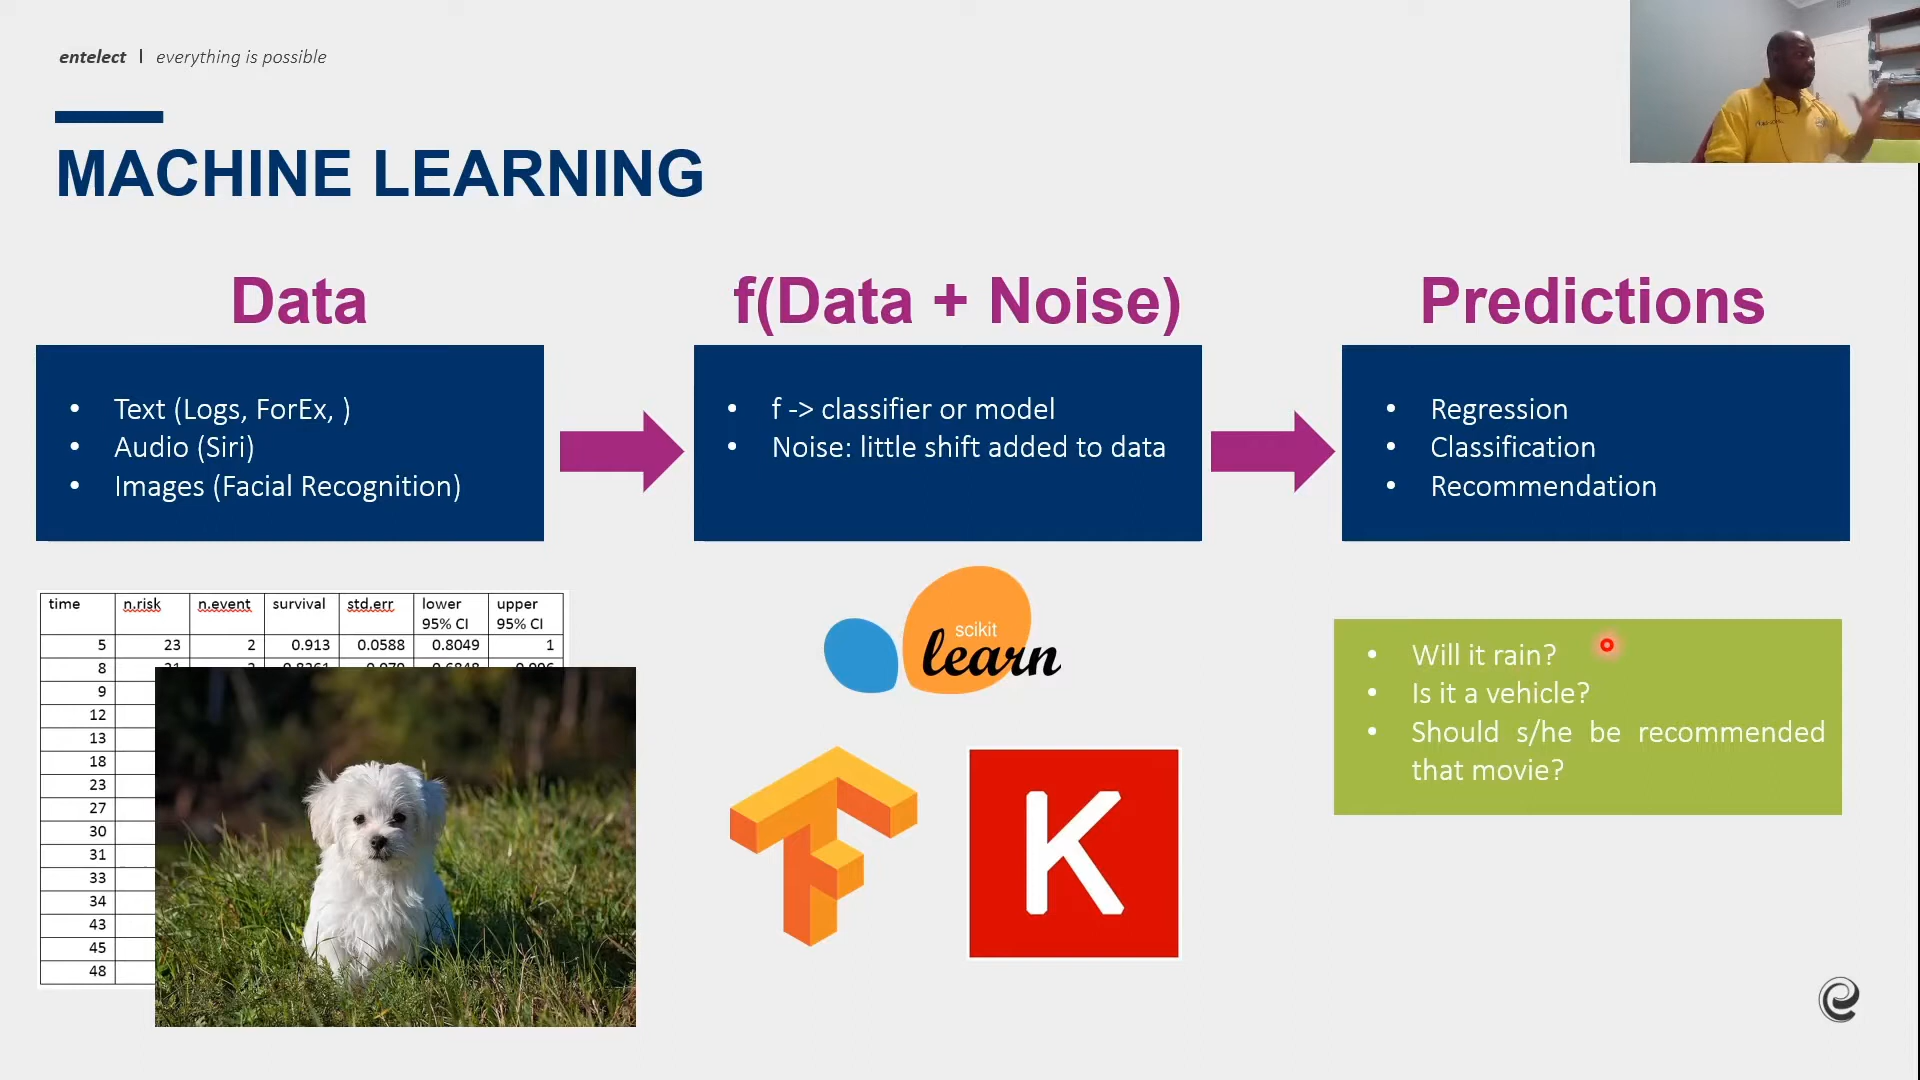 entelect | everything is possible
MACHINE LEARNING
Data
• Text (Logs, ForEx, )
• Audio (Siri)
• Images (Facial Recognition)
f(Data + Noise)
• f -> classifier or model
• Noise: little shift added to data
Predictions
• Regression
• Classification
• Recommendation
time n.risk n.event survival std.err lower 95% CI upper 95% CI
5 23 2 0.913 0.0588 0.8049 1
8
9
12
13
18
23
27
30
31
33
34
43
45
48
scikit
learn
K
• Will it rain?
• Is it a vehicle?
• Should s/he be recommended
that movie?